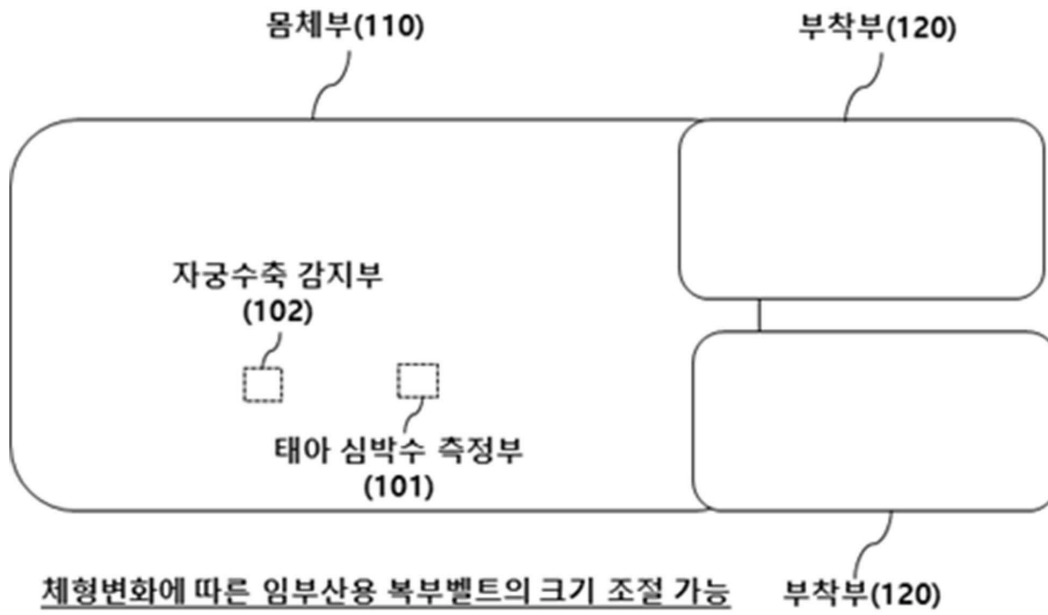 몸체부(110)
부착부(120)
자궁수축 감지부
(102)
태아 심박수 측정부
(101)
체형변화에 따른 임부산용 복부벨트의 크기 조절 가능
부착부(120)